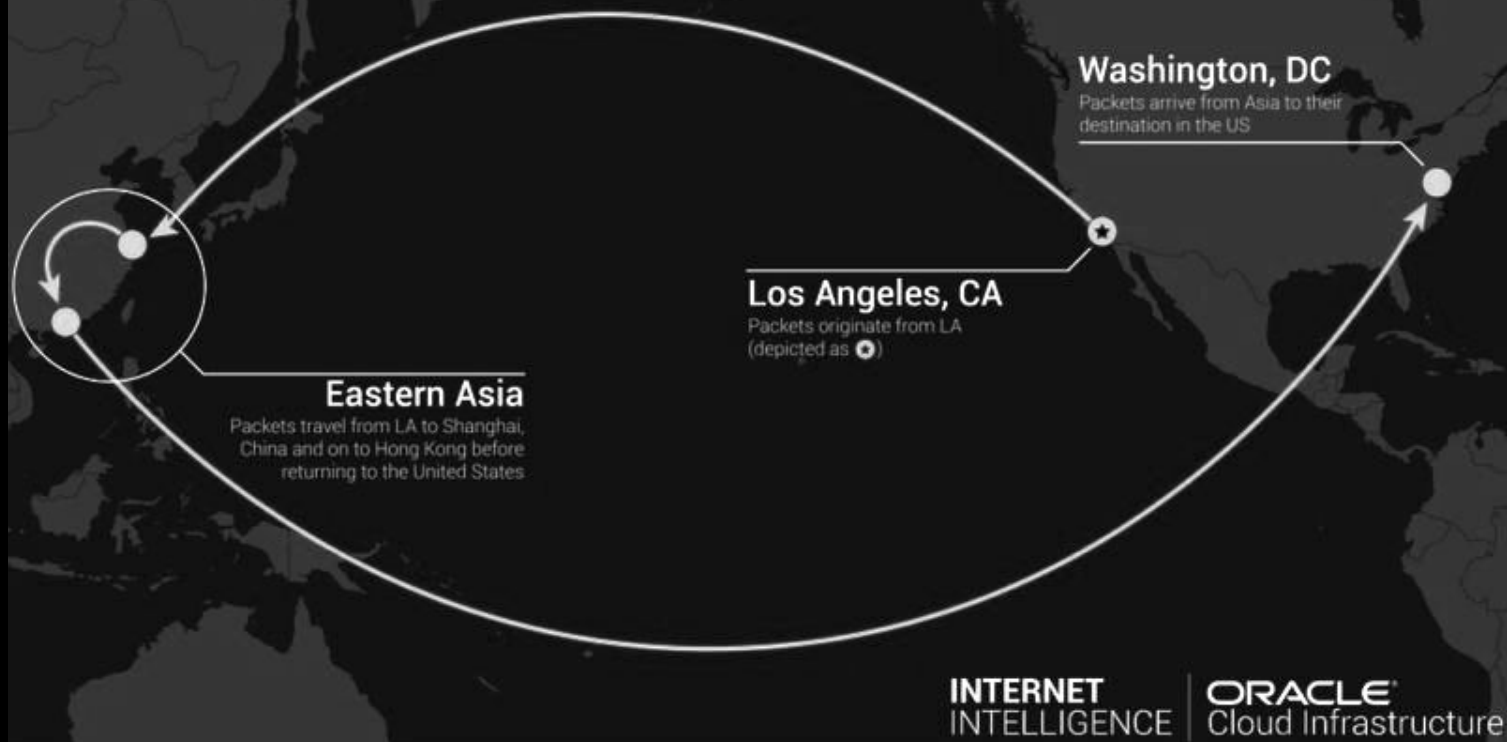 Washington, DC
Packets arrive from Asia to their
destination in the US
Los Angeles, CA
Packets originate from LA
(depicted as ★)
Eastern Asia
Packets travel from LA to Shanghai,
China and on to Hong Kong before
returning to the United States
INTERNET
INTELLIGENCE
ORACLE®
Cloud Infrastructure